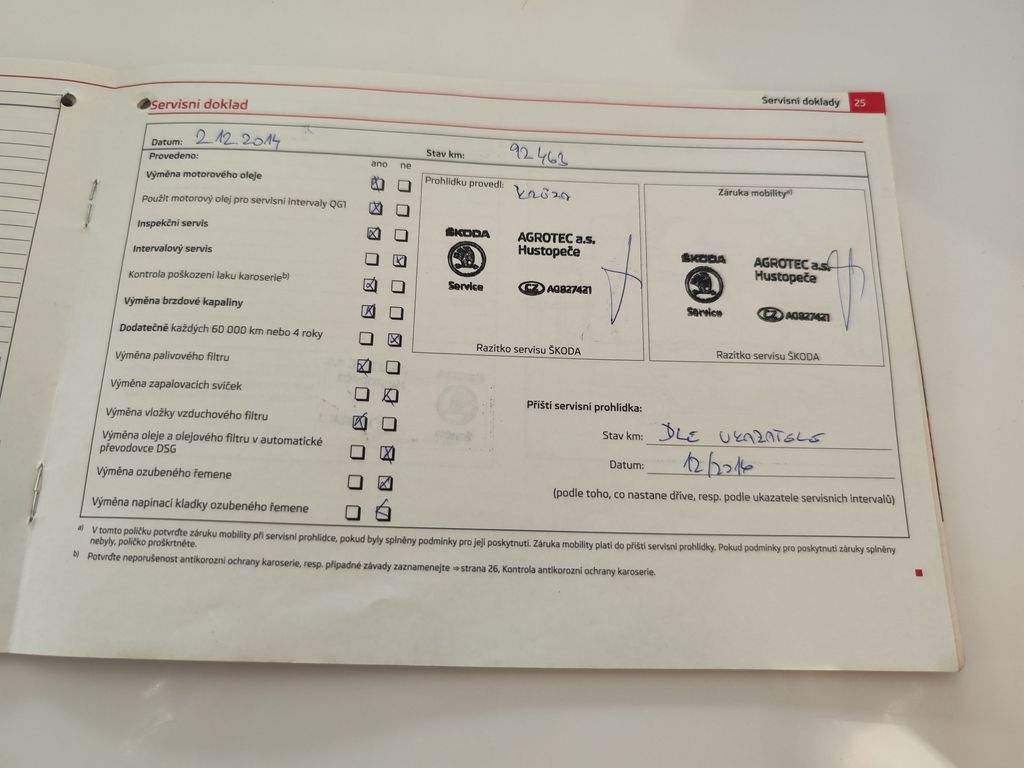 Servisní doklady 25
Servisní doklad
Datum: 2.12.2014
Stav km: 92 463
Provedeno:
ano ne
Výměna motorového oleje
Použit motorový olej pro servisní intervaly QG1
Inspekční servis
Intervalový servis
Kontrola poškození laku karoserie b)
Výměna brzdové kapaliny
Dodatečně každých 60 000 km nebo 4 roky
Výměna palivového filtru
Výměna zapalovacích svíček
Výměna vložky vzduchového filtru
Výměna oleje a olejového filtru v automatické
převodovce DSG
Výměna ozubeného řemene
Výměna napínací kladky ozubeného řemene
Prohlídku provedl:
ŠKODA
Service
AGROTEC a.s.
Hustopeče
CZ A0827421
Razítko servisu ŠKODA
Záruka mobility a)
ŠKODA
Service
AGROTEC a.s.
Hustopeče
CZ A0827421
Razítko servisu ŠKODA
Příští servisní prohlídka:
Stav km: DLE UKAZATELE
Datum: 12/2016
(podle toho, co nastane dříve, resp. podle ukazatele servisních intervalů)
a) V tomto políčku potvrďte záruku mobility při servisní prohlídce, pokud byly splněny podmínky pro její poskytnutí. Záruka mobility platí do příští servisní prohlídky. Pokud podmínky pro poskytnutí záruky splněny
nebyly, políčko proškrtněte.
b) Potvrďte neporušenost antikorozní ochrany karoserie, resp. případné závady zaznamenejte ⇒ strana 26, Kontrola antikorozní ochrany karoserie.